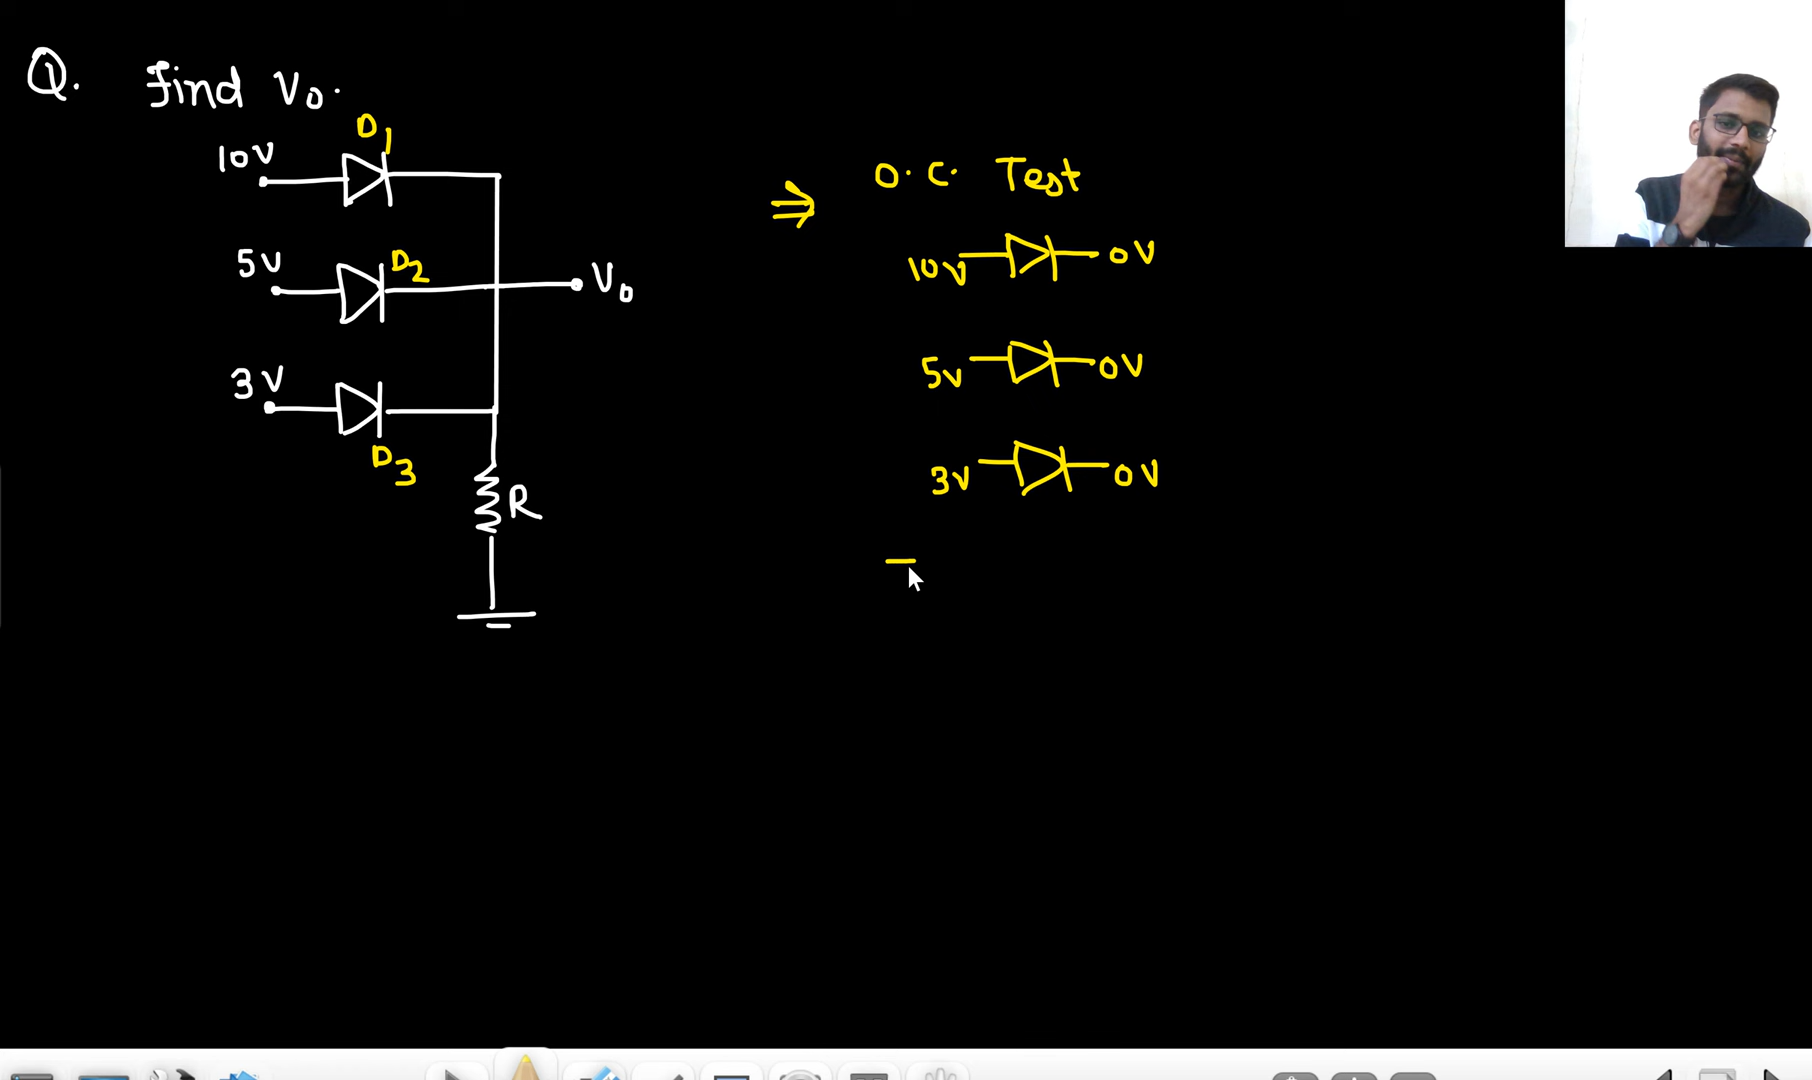 Q. Find V0.
D1
10V
5V
D2
V0
3V
D3
R
⇒ O.C. Test
10V 0V
5V 0V
3V 0V